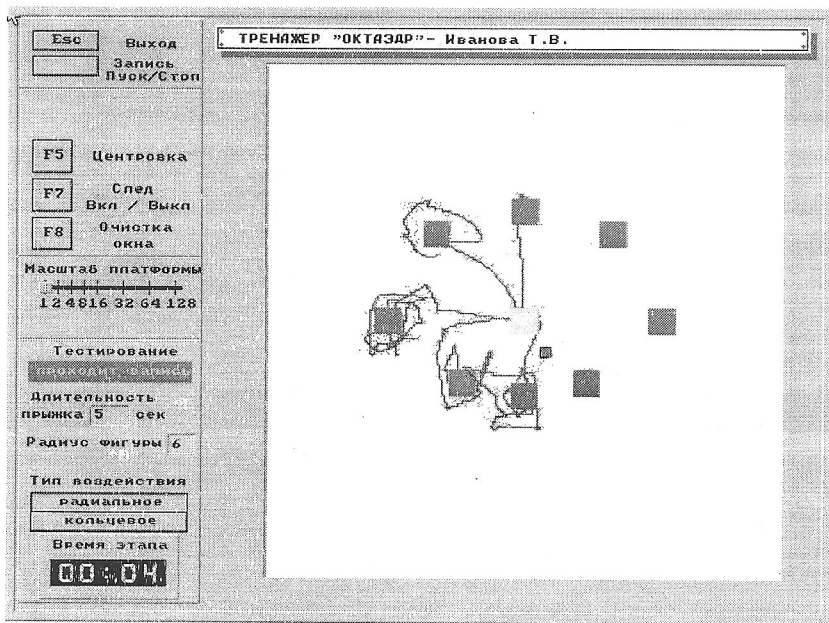 Esc Выход
Запись
Пуск/Стоп
ТРЕНАЖЕР "ОКТАЭДР"- Иванова Т.В.
F5 Центровка
F7 След
Вкл / Выкл
F8 Очистка
окна
Масштаб платформы
1 2 4 8 16 32 64 128
Тестирование
проходит запись
Длительность
прыжка 5 сек
Радиус фигуры 6
Тип воздействия
радиальное
кольцевое
Время этапа
00:04